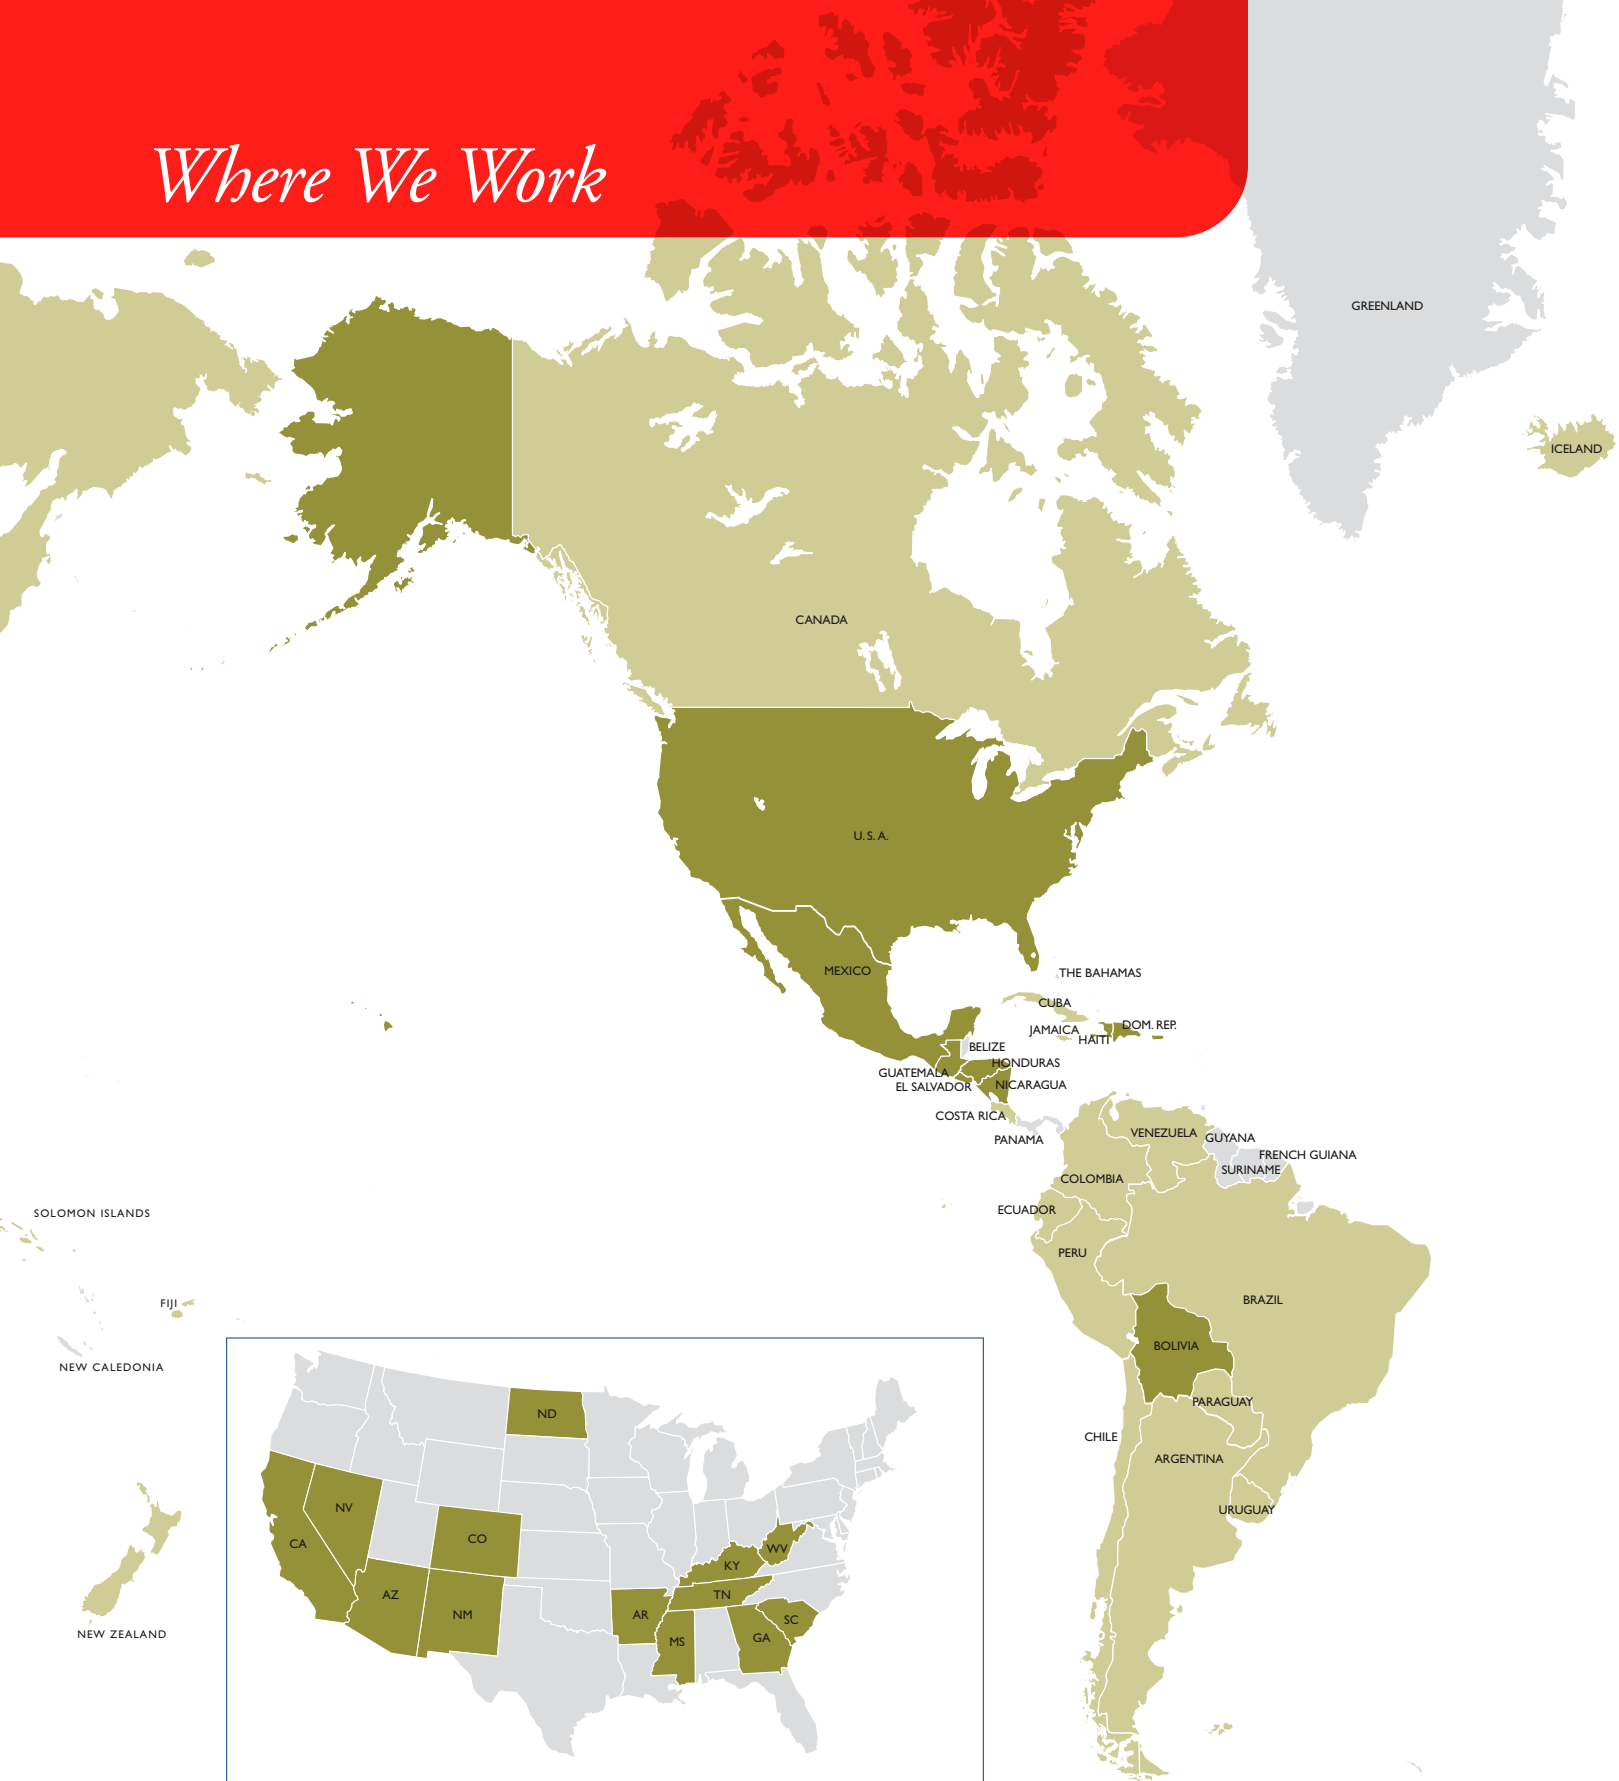 Where We Work
GREENLAND
ICELAND
CANADA
U. S. A.
MEXICO
THE BAHAMAS
CUBA
JAMAICA
DOM. REP.
HAITI
BELIZE
HONDURAS
GUATEMALA
EL SALVADOR
NICARAGUA
COSTA RICA
PANAMA
VENEZUELA
GUYANA
FRENCH GUIANA
SURINAME
COLOMBIA
ECUADOR
SOLOMON ISLANDS
PERU
BRAZIL
FIJI
BOLIVIA
NEW CALEDONIA
PARAGUAY
CHILE
ARGENTINA
URUGUAY
NEW ZEALAND
ND
NV
CO
CA
WV
KY
AZ
TN
NM
AR
SC
MS
GA